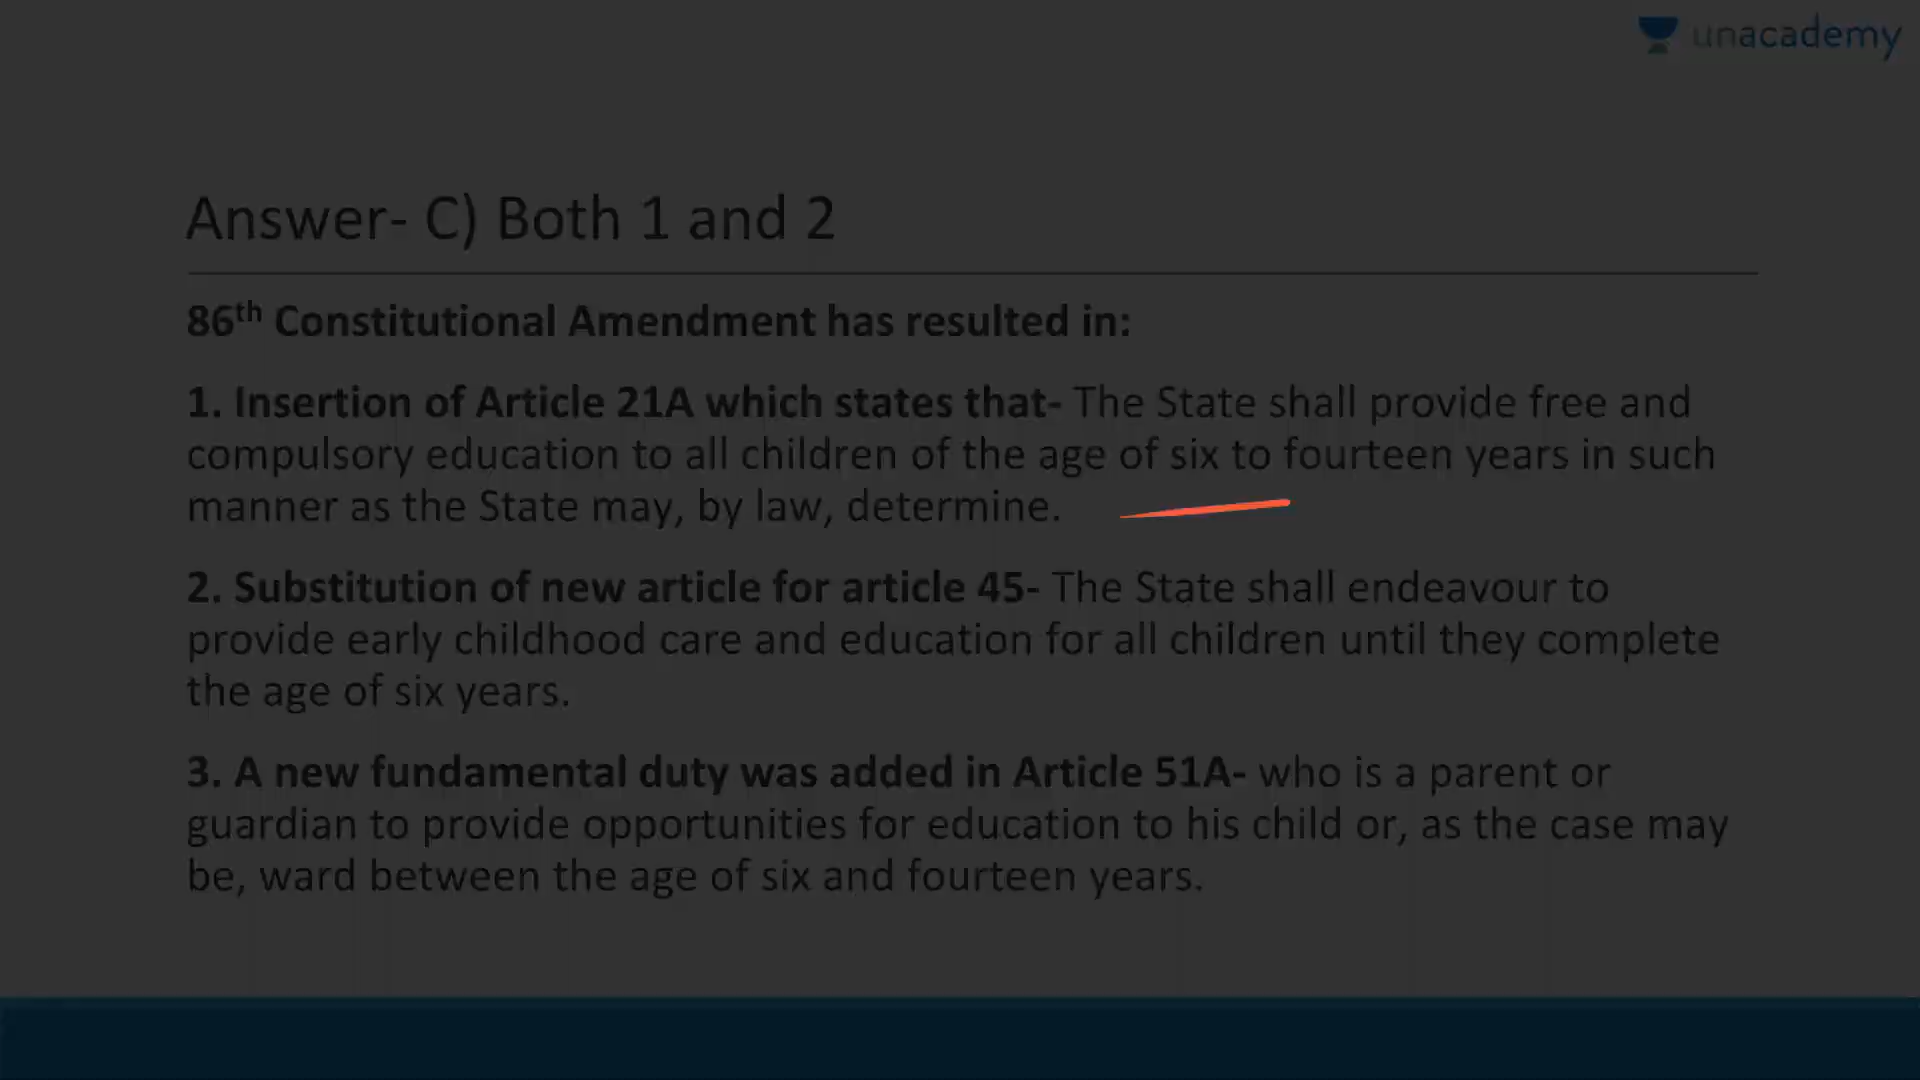 unacademy
Answer- C) Both 1 and 2
86th Constitutional Amendment has resulted in:
1. Insertion of Article 21A which states that- The State shall provide free and
compulsory education to all children of the age of six to fourteen years in such
manner as the State may, by law, determine.
2. Substitution of new article for article 45- The State shall endeavour to
provide early childhood care and education for all children until they complete
the age of six years.
3. A new fundamental duty was added in Article 51A- who is a parent or
guardian to provide opportunities for education to his child or, as the case may
be, ward between the age of six and fourteen years.